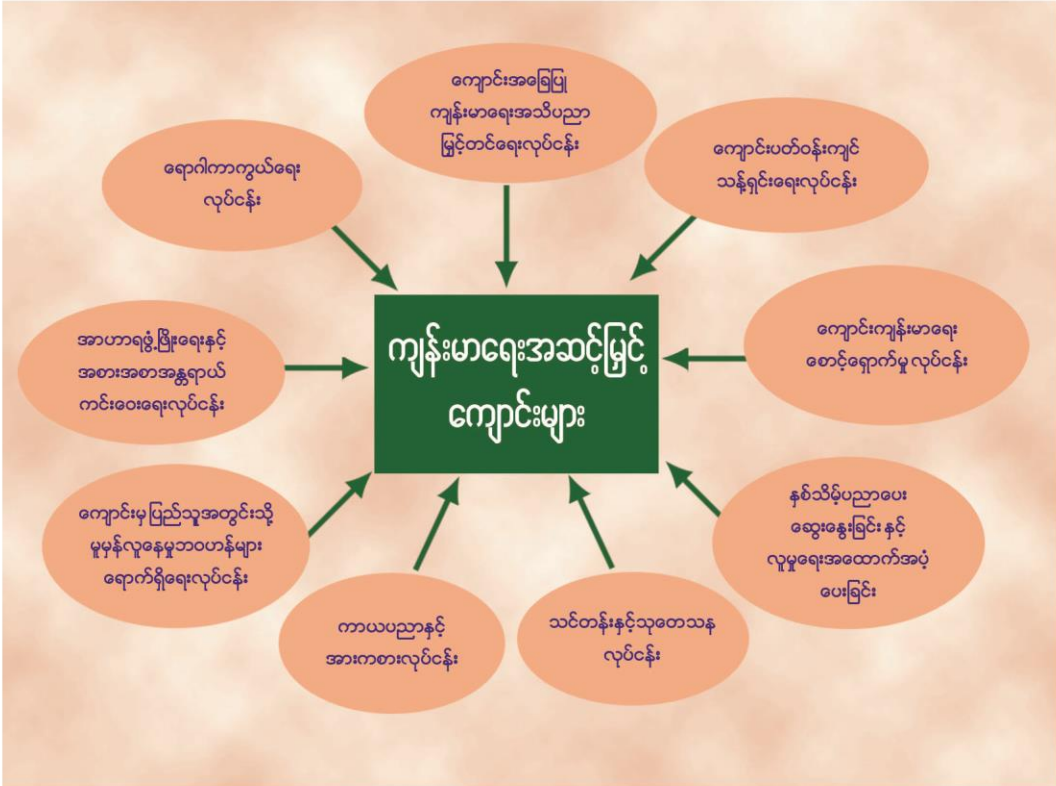 ကျောင်းအခြေပြု
ကျန်းမာရေးအသိပညာ
မြှင့်တင်ရေးလုပ်ငန်း
ကျောင်းပတ်ဝန်းကျင်
သန့်ရှင်းရေးလုပ်ငန်း
ရောဂါကာကွယ်ရေး
လုပ်ငန်း
ကျန်းမာရေးအဆင့်မြှင့်
ကျောင်းများ
ကျောင်းကျန်းမာရေး
စောင့်ရှောက်မှုလုပ်ငန်း
အာဟာရဖွံ့ဖြိုးရေးနှင့်
အစားအစာအန္တရာယ်
ကင်းဝေးရေးလုပ်ငန်း
နှစ်သိမ့်ပညာပေး
ဆွေးနွေးခြင်းနှင့်
လူမှုရေးအထောက်အပံ့
ပေးခြင်း
ကျောင်းမှပြည်သူအတွင်းသို့
မူမှန်လူနေမှုဘဝဟန်များ
ရောက်ရှိရေးလုပ်ငန်း
ကာယပညာနှင့်
အားကစားလုပ်ငန်း
သင်တန်းနှင့်သုတေသန
လုပ်ငန်း